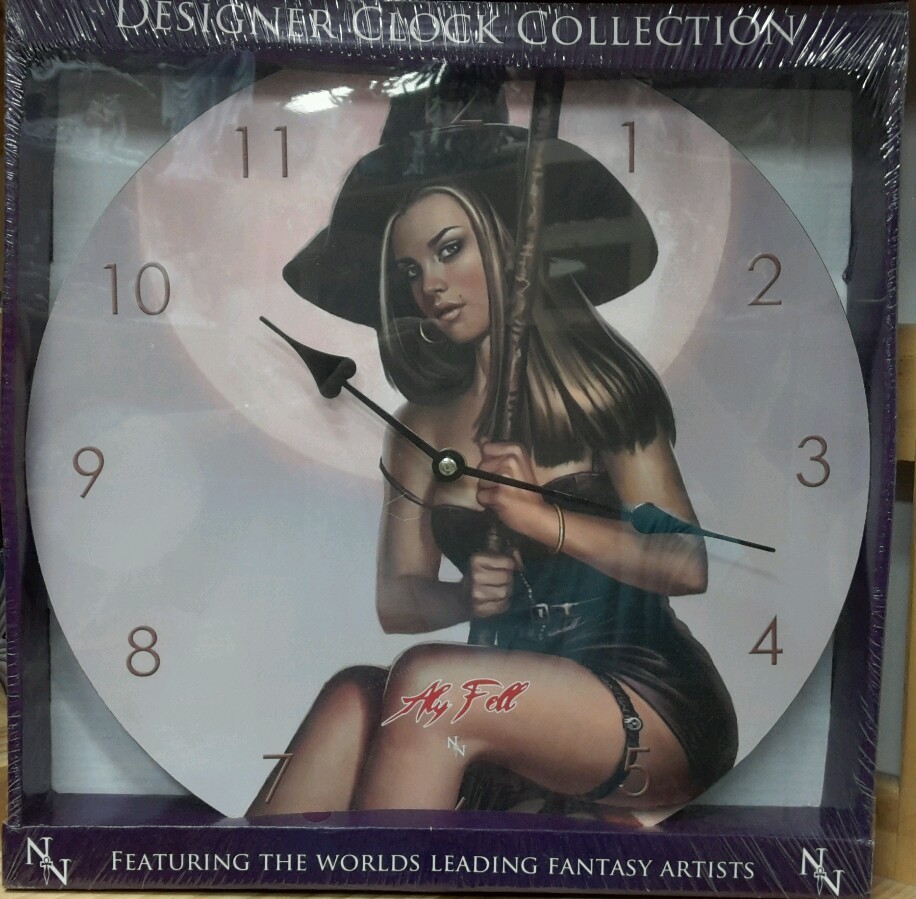 DESIGNER CLOCK COLLECTION
11
2
1
10
2
9
3
8
4
Aly Fell
NN
7
5
NN
FEATURING THE WORLDS LEADING FANTASY ARTISTS
NN